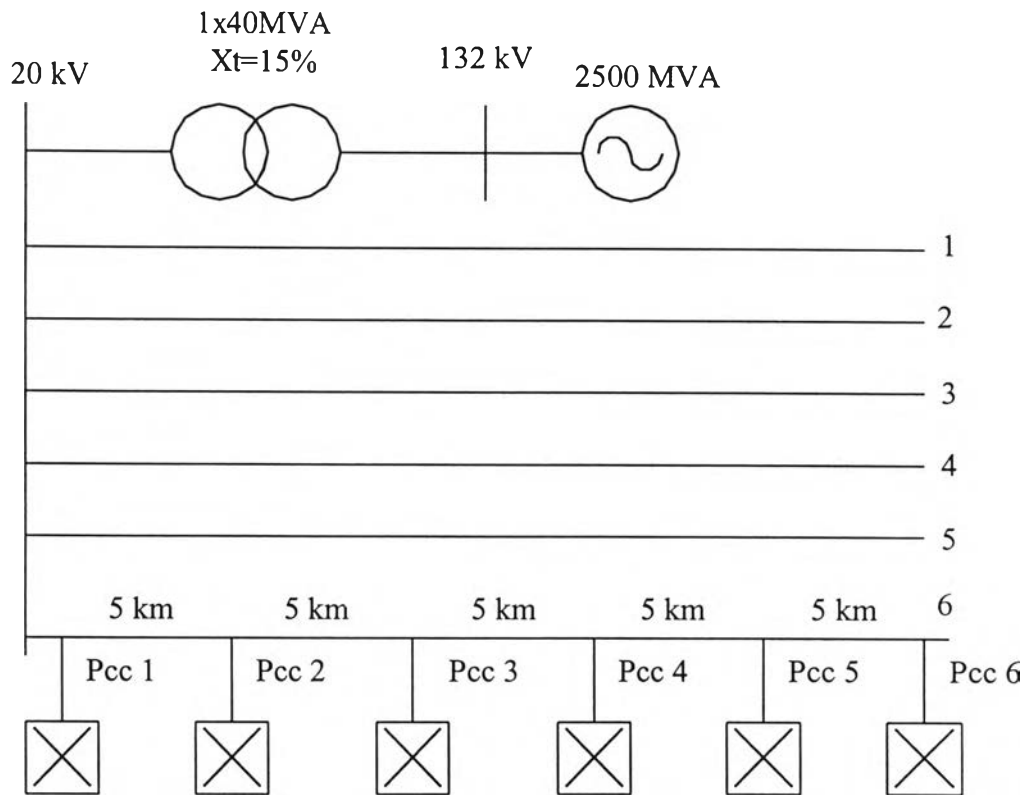 1x40MVA
Xt=15%
20 kV
132 kV
2500 MVA
1
2
3
4
5
5 km
5 km
5 km
5 km
5 km
6
Pcc 1
Pcc 2
Pcc 3
Pcc 4
Pcc 5
Pcc 6